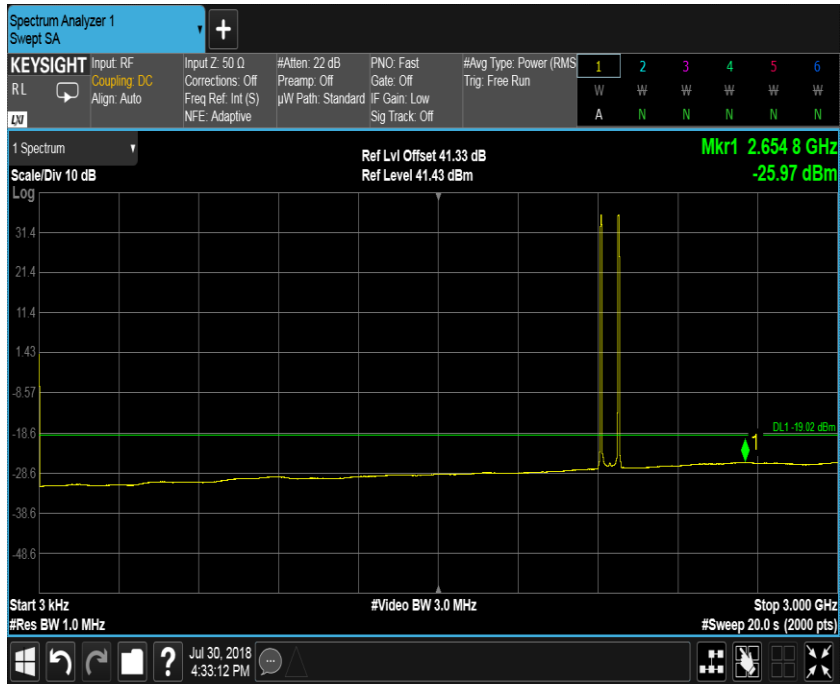 Spectrum Analyzer 1
Swept SA
+
KEYSIGHT
RL
LXI
Input: RF
Coupling: DC
Align: Auto
Input Z: 50 Ω
Corrections: Off
Freq Ref: Int (S)
NFE: Adaptive
#Atten: 22 dB
Preamp: Off
µW Path: Standard
PNO: Fast
Gate: Off
IF Gain: Low
Sig Track: Off
#Avg Type: Power (RMS
Trig: Free Run
1 2 3 4 5 6
W W W W W W
A N N N N N
1 Spectrum
Scale/Div 10 dB
Ref Lvl Offset 41.33 dB
Ref Level 41.43 dBm
Mkr1 2.654 8 GHz
-25.97 dBm
Log
31.4
21.4
11.4
1.43
-8.57
-18.6
-28.6
-38.6
-48.6
DL1 -19.02 dBm
1
Start 3 kHz
#Res BW 1.0 MHz
#Video BW 3.0 MHz
Stop 3.000 GHz
#Sweep 20.0 s (2000 pts)
?
Jul 30, 2018
4:33:12 PM